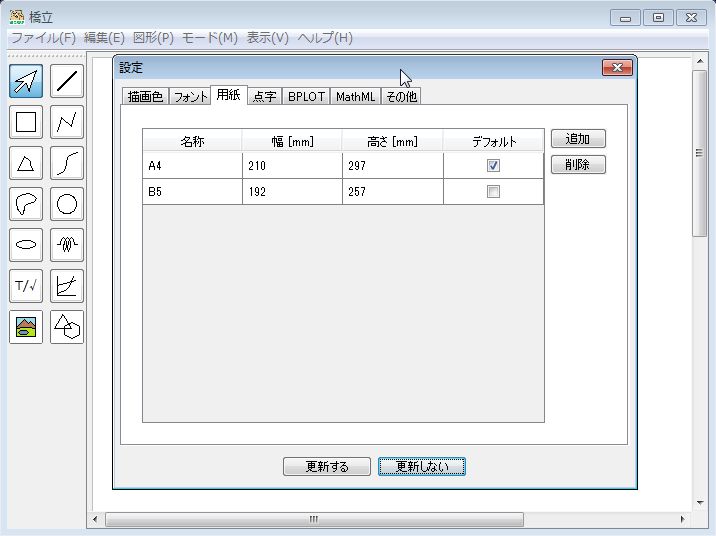 橋立
ファイル(F) 編集(E) 図形(P) モード(M) 表示(V) ヘルプ(H)
設定
描画色 フォント 用紙 点字 BPLOT MathML その他
名称 幅 [mm] 高さ [mm] デフォルト
追加
A4 210 297
削除
B5 192 257
T/√
更新する 更新しない